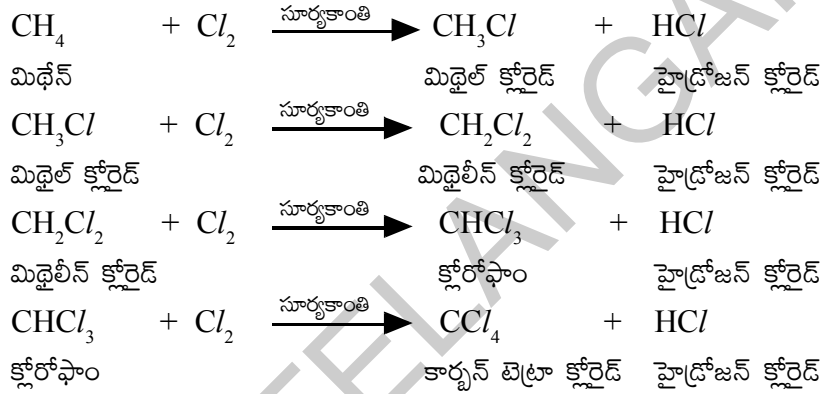 CH₄ + Cl₂ సూర్యకాంతి CH₃Cl + HCl
మిథేన్ మిథైల్ క్లోరైడ్ హైడ్రోజన్ క్లోరైడ్
CH₃Cl + Cl₂ సూర్యకాంతి CH₂Cl₂ + HCl
మిథైల్ క్లోరైడ్ మిథైలీన్ క్లోరైడ్ హైడ్రోజన్ క్లోరైడ్
CH₂Cl₂ + Cl₂ సూర్యకాంతి CHCl₃ + HCl
మిథైలీన్ క్లోరైడ్ క్లోరోఫాం హైడ్రోజన్ క్లోరైడ్
CHCl₃ + Cl₂ సూర్యకాంతి CCl₄ + HCl
క్లోరోఫాం కార్బన్ టెట్రా క్లోరైడ్ హైడ్రోజన్ క్లోరైడ్
TELANGA